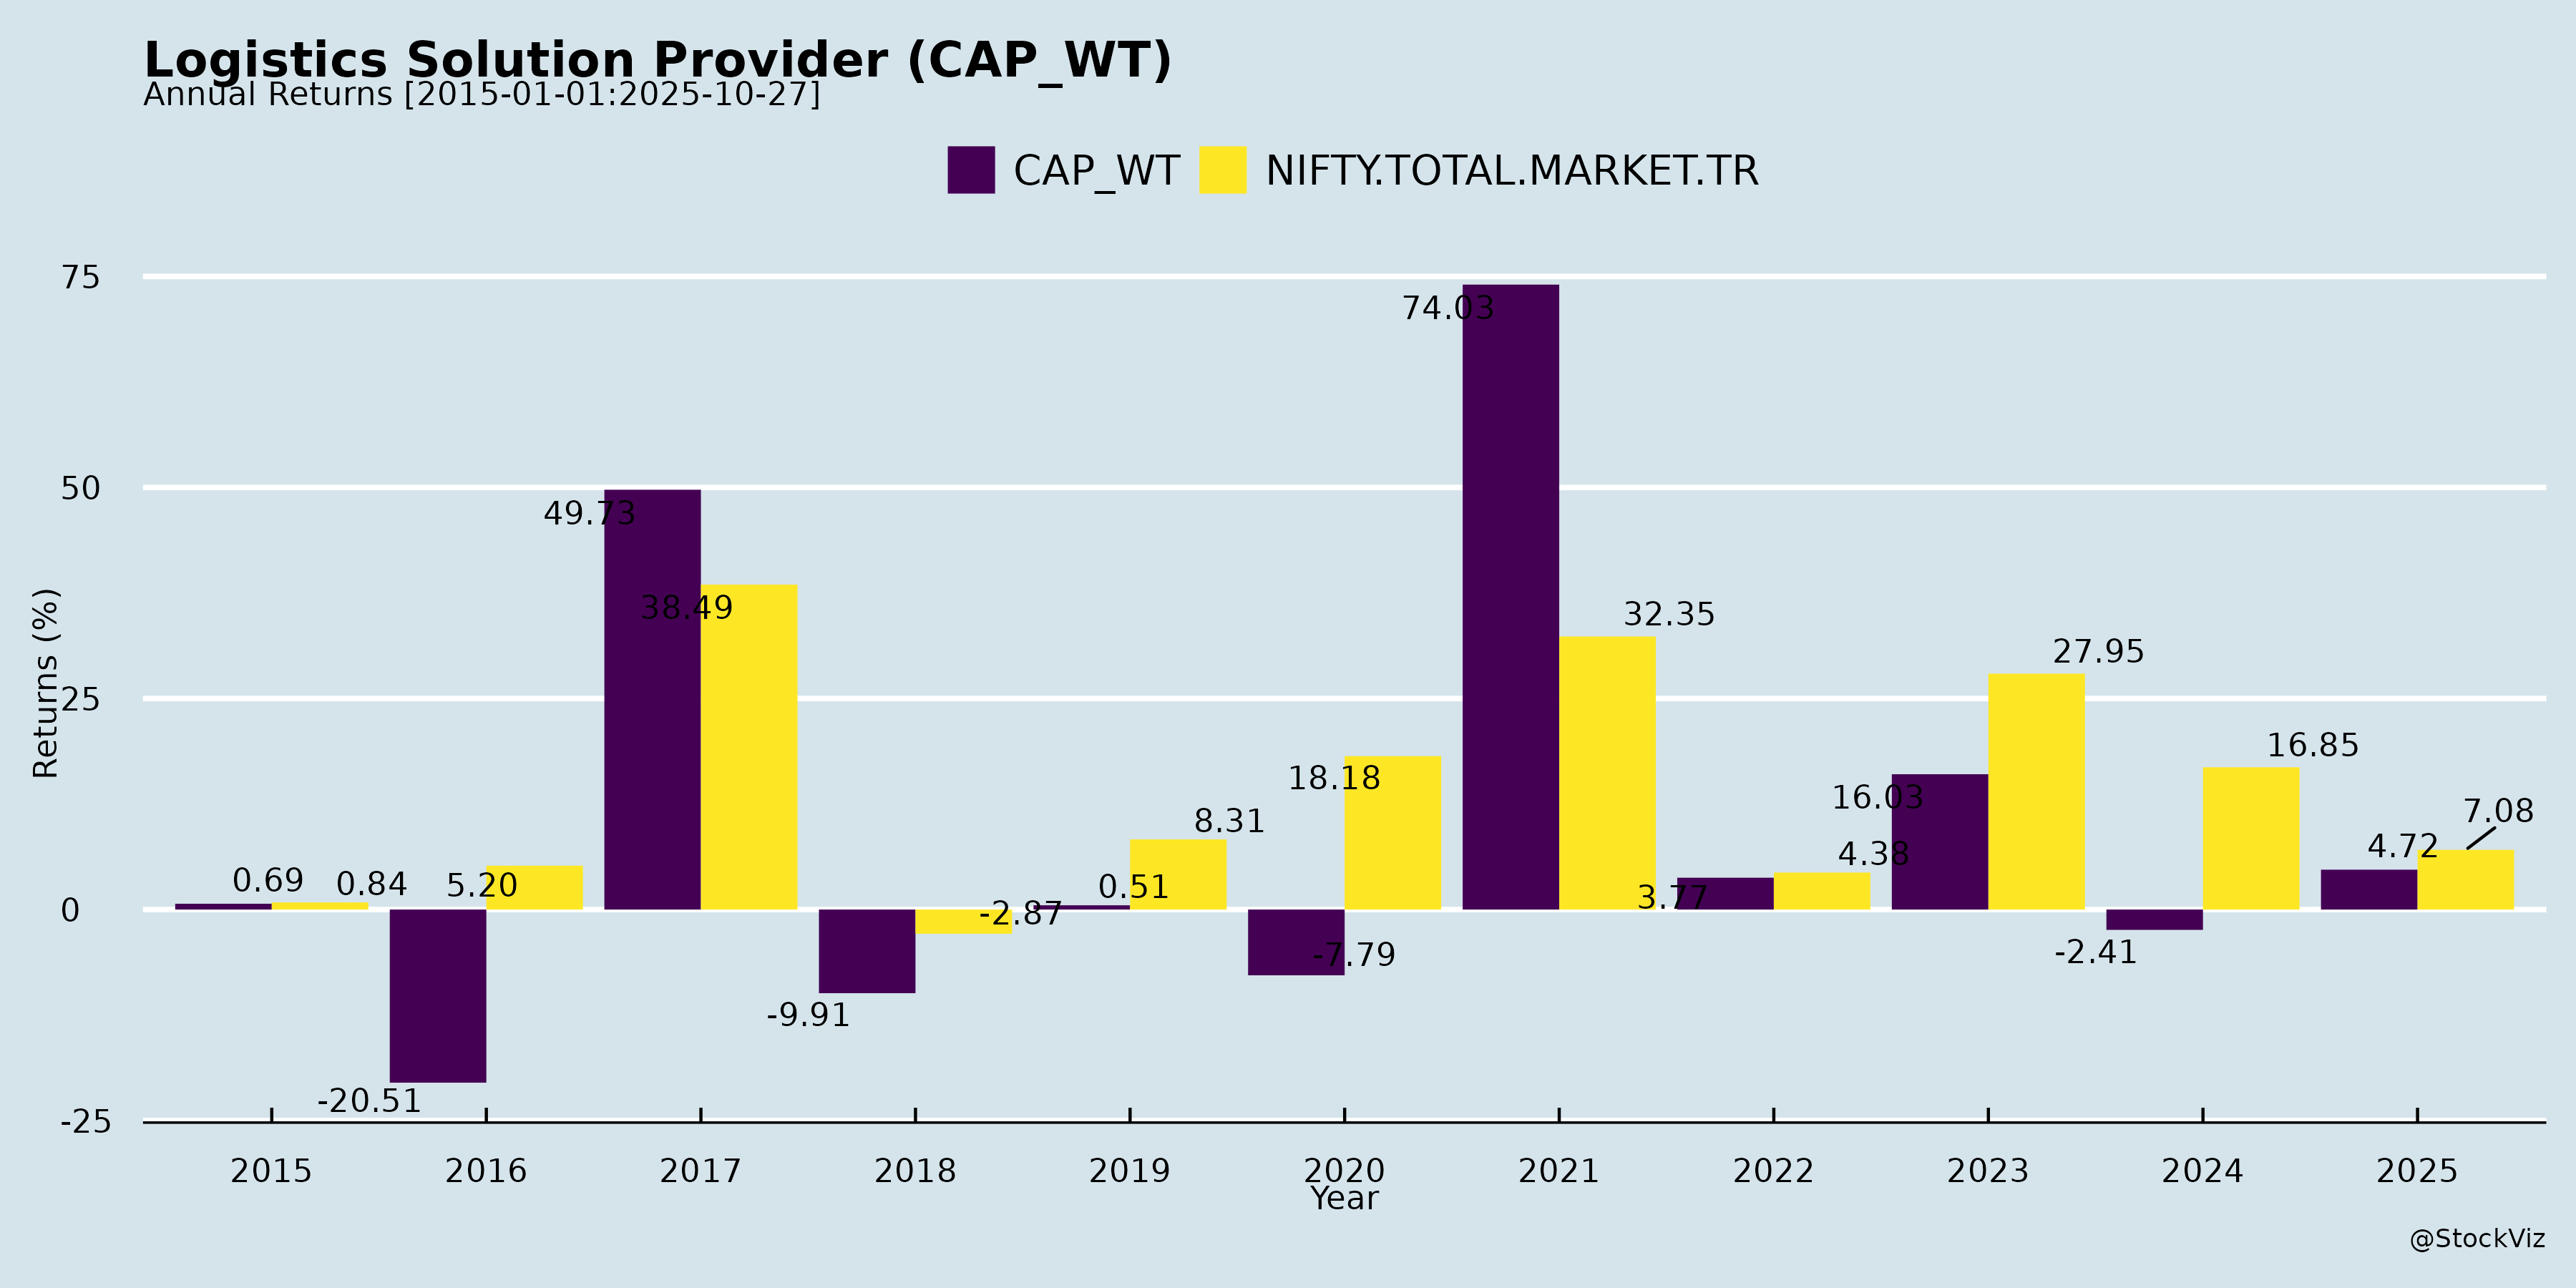 Logistics Solution Provider (CAP_WT)
Annual Returns [2015-01-01:2025-10-27]
CAP_WT NIFTY.TOTAL.MARKET.TR
Returns (%)
75
50
25
0
-25
0.69 0.84
-20.51 5.20
49.73 38.49
-9.91 -2.87
0.51 8.31
-7.79 18.18
74.03 32.35
3.77 4.38
16.03 27.95
-2.41 16.85
4.72 7.08
2015 2016 2017 2018 2019 2020 2021 2022 2023 2024 2025
Year
@StockViz